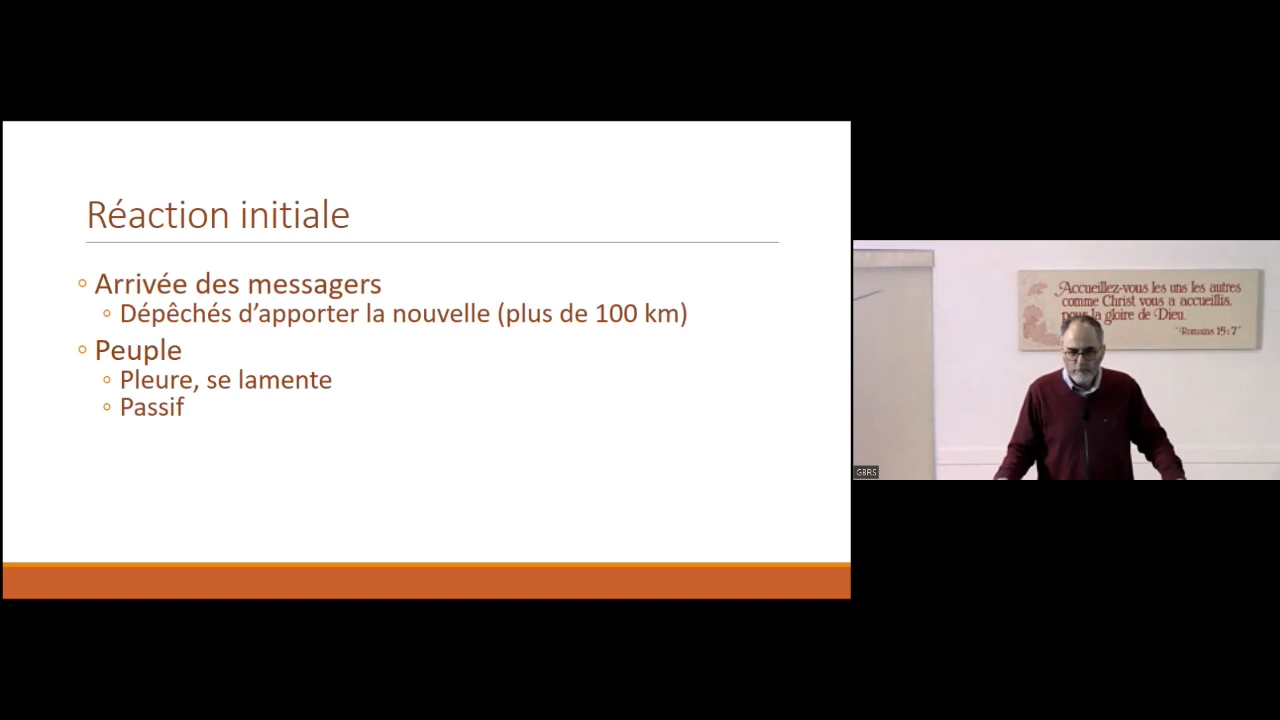 Réaction initiale
◦ Arrivée des messagers
◦ Dépêchés d’apporter la nouvelle (plus de 100 km)
◦ Peuple
◦ Pleure, se lamente
◦ Passif
Accueillez-vous les uns les autres
comme Christ vous a accueillis,
pour la gloire de Dieu.
Romains 15:7
GBRS